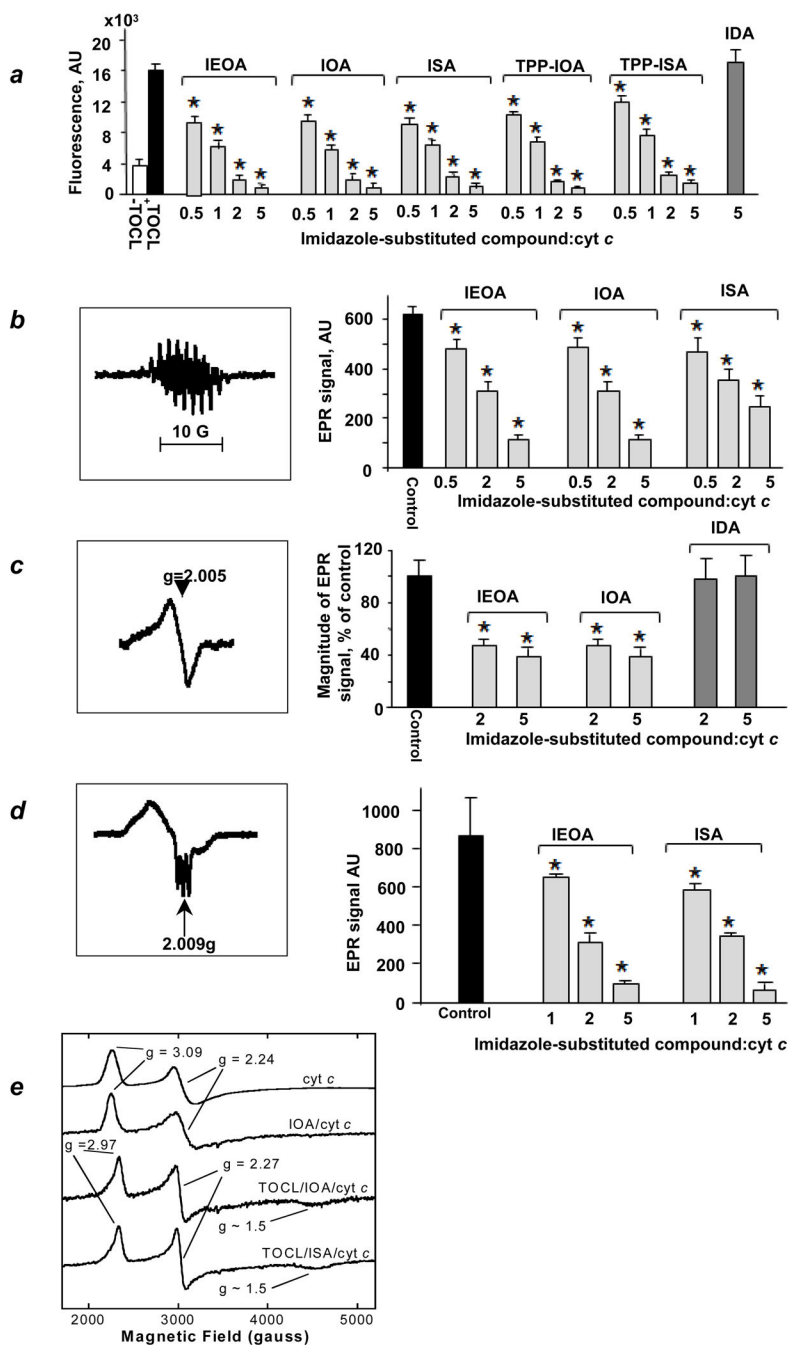 a
x10³
Fluorescence, AU
20
16
12
8
4
0
IEOA
IOA
ISA
TPP-IOA
TPP-ISA
IDA
* * * *
* * * *
* * * *
* * * *
* * * *
-TOCL
+TOCL
0.5 1 2 5
0.5 1 2 5
0.5 1 2 5
0.5 1 2 5
0.5 1 2 5
5
Imidazole-substituted compound:cyt c
b
10 G
EPR signal, AU
600
400
200
0
IEOA
IOA
ISA
* * *
* * *
* * *
Control
0.5 2 5
0.5 2 5
0.5 2 5
Imidazole-substituted compound:cyt c
c
g=2.005
Magnitude of EPR
signal, % of control
120
80
40
0
IEOA
IOA
IDA
* *
* *
Control
2 5
2 5
2 5
Imidazole-substituted compound:cyt c
d
2.009g
EPR signal AU
1000
800
600
400
200
0
IEOA
ISA
* * *
* * *
Control
1 2 5
1 2 5
Imidazole-substituted compound:cyt c
e
g = 3.09
g = 2.24
cyt c
IOA/cyt c
g =2.97
g = 2.27
TOCL/IOA/cyt c
g ~ 1.5
TOCL/ISA/cyt c
g ~ 1.5
2000 3000 4000 5000
Magnetic Field (gauss)